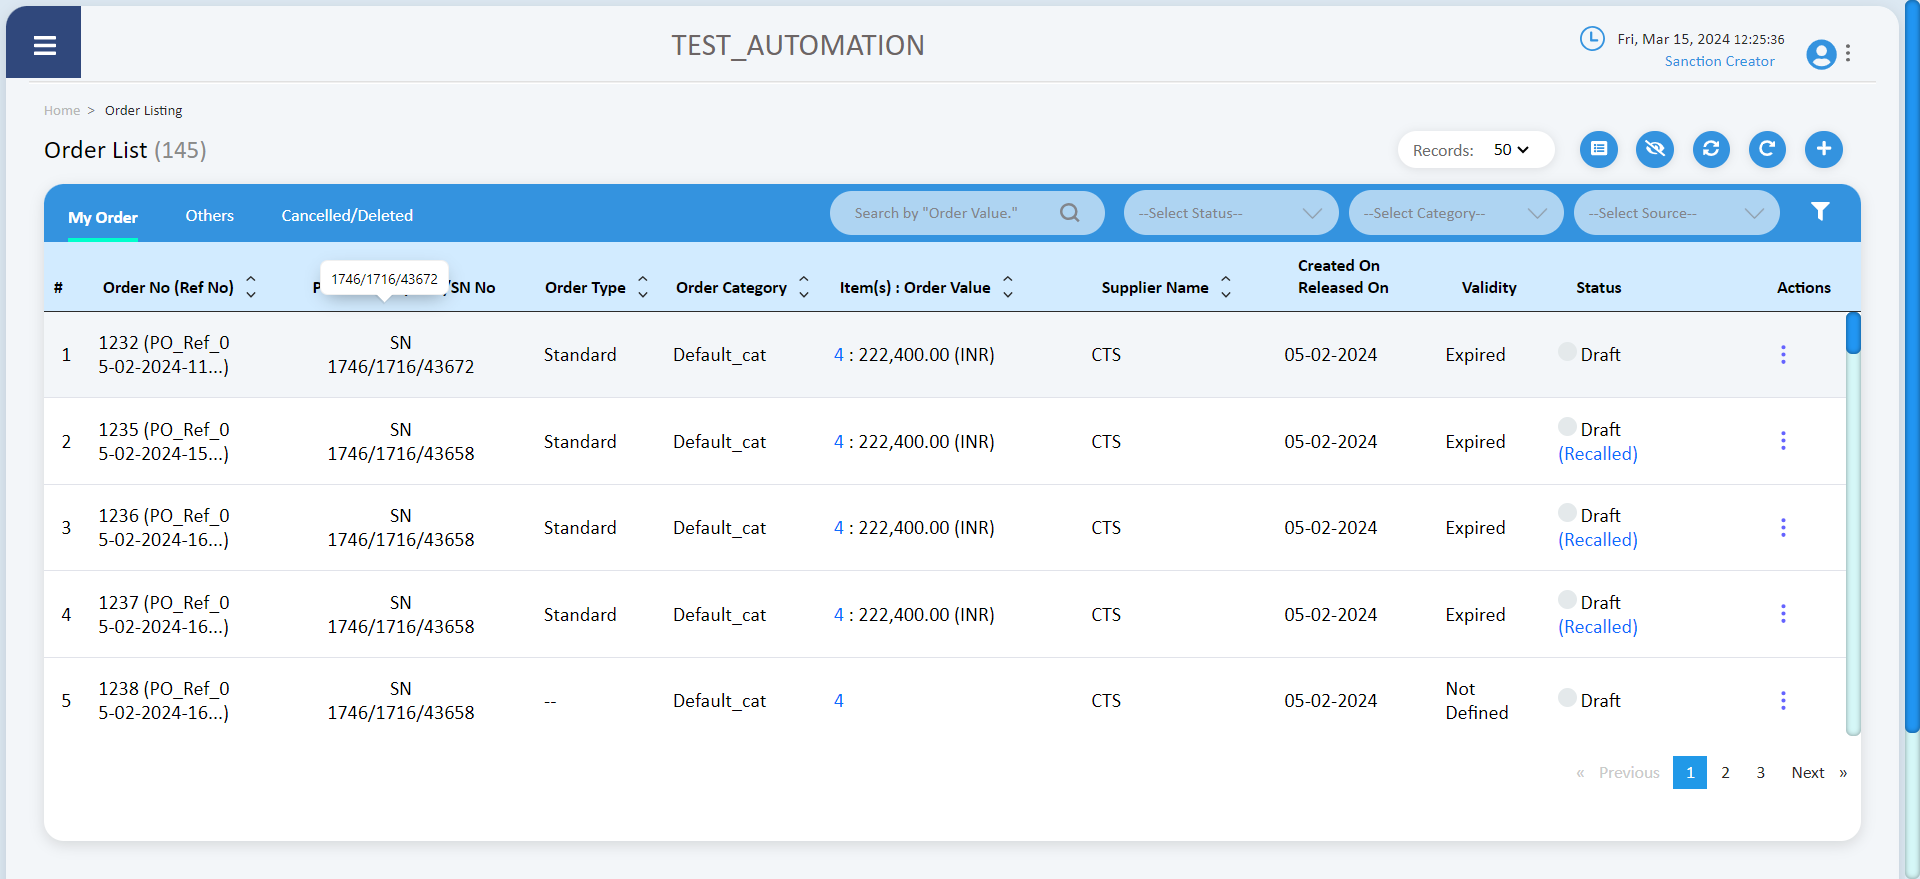 TEST_AUTOMATION
Fri, Mar 15, 2024 12:25:36
Sanction Creator
Home > Order Listing
Order List (145)
Records: 50
My Order Others Cancelled/Deleted
Search by "Order Value."
--Select Status--
--Select Category--
--Select Source--
1746/1716/43672
# Order No (Ref No) /SN No Order Type Order Category Item(s) : Order Value Supplier Name Created On Released On Validity Status Actions
1 1232 (PO_Ref_0
5-02-2024-11...) SN
1746/1716/43672 Standard Default_cat 4 : 222,400.00 (INR) CTS 05-02-2024 Expired Draft
2 1235 (PO_Ref_0
5-02-2024-15...) SN
1746/1716/43658 Standard Default_cat 4 : 222,400.00 (INR) CTS 05-02-2024 Expired Draft
(Recalled)
3 1236 (PO_Ref_0
5-02-2024-16...) SN
1746/1716/43658 Standard Default_cat 4 : 222,400.00 (INR) CTS 05-02-2024 Expired Draft
(Recalled)
4 1237 (PO_Ref_0
5-02-2024-16...) SN
1746/1716/43658 Standard Default_cat 4 : 222,400.00 (INR) CTS 05-02-2024 Expired Draft
(Recalled)
5 1238 (PO_Ref_0
5-02-2024-16...) SN
1746/1716/43658 -- Default_cat 4 CTS 05-02-2024 Not
Defined Draft
« Previous 1 2 3 Next »